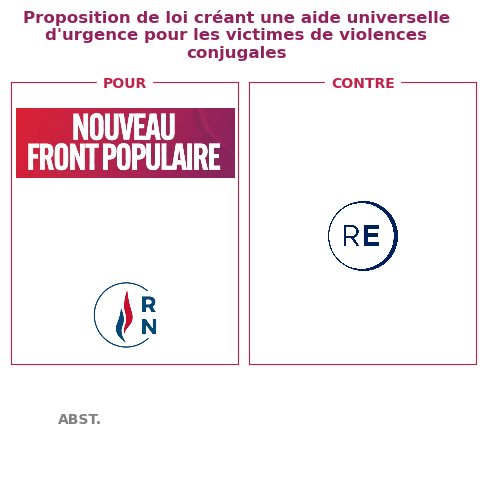 Proposition de loi créant une aide universelle
d'urgence pour les victimes de violences
conjugales
POUR
CONTRE
NOUVEAU
FRONT POPULAIRE
RE
R
N
ABST.